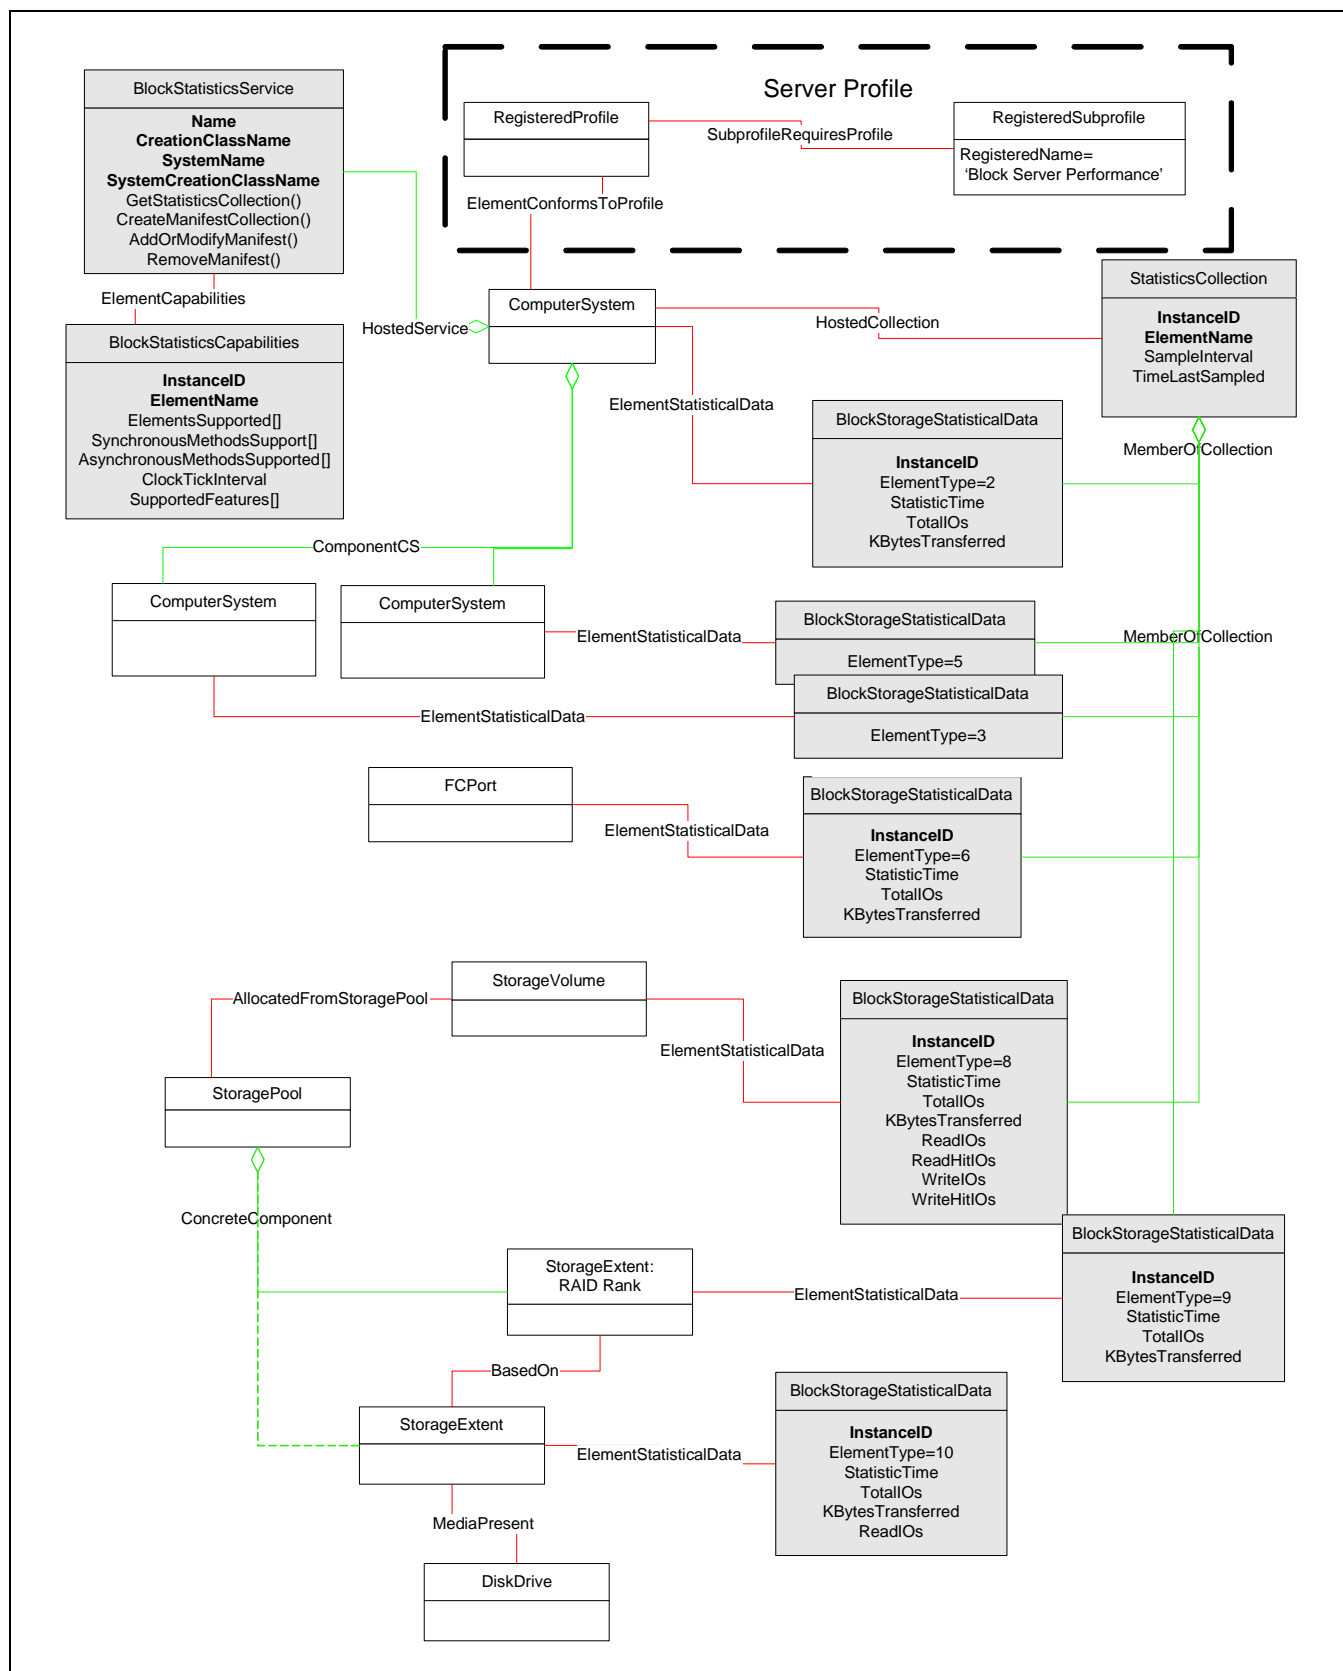 Server Profile
BlockStatisticsService
Name
CreationClassName
SystemName
SystemCreationClassName
GetStatisticsCollection()
CreateManifestCollection()
AddOrModifyManifest()
RemoveManifest()
RegisteredProfile
SubprofileRequiresProfile
RegisteredSubprofile
RegisteredName=
‘Block Server Performance’
ElementConformsToProfile
ElementCapabilities
BlockStatisticsCapabilities
InstanceID
ElementName
ElementsSupported[]
SynchronousMethodsSupport[]
AsynchronousMethodsSupported[]
ClockTickInterval
SupportedFeatures[]
HostedService
ComputerSystem
HostedCollection
StatisticsCollection
InstanceID
ElementName
SampleInterval
TimeLastSampled
ElementStatisticalData
BlockStorageStatisticalData
InstanceID
ElementType=2
StatisticTime
TotalIOs
KBytesTransferred
MemberOfCollection
ComponentCS
ComputerSystem
ComputerSystem
ElementStatisticalData
BlockStorageStatisticalData
ElementType=5
MemberOfCollection
ElementStatisticalData
BlockStorageStatisticalData
ElementType=3
FCPort
ElementStatisticalData
BlockStorageStatisticalData
InstanceID
ElementType=6
StatisticTime
TotalIOs
KBytesTransferred
AllocatedFromStoragePool
StorageVolume
ElementStatisticalData
BlockStorageStatisticalData
InstanceID
ElementType=8
StatisticTime
TotalIOs
KBytesTransferred
ReadIOs
ReadHitIOs
WriteIOs
WriteHitIOs
StoragePool
ConcreteComponent
StorageExtent:
RAID Rank
ElementStatisticalData
BlockStorageStatisticalData
InstanceID
ElementType=9
StatisticTime
TotalIOs
KBytesTransferred
BasedOn
StorageExtent
ElementStatisticalData
BlockStorageStatisticalData
InstanceID
ElementType=10
StatisticTime
TotalIOs
KBytesTransferred
ReadIOs
MediaPresent
DiskDrive